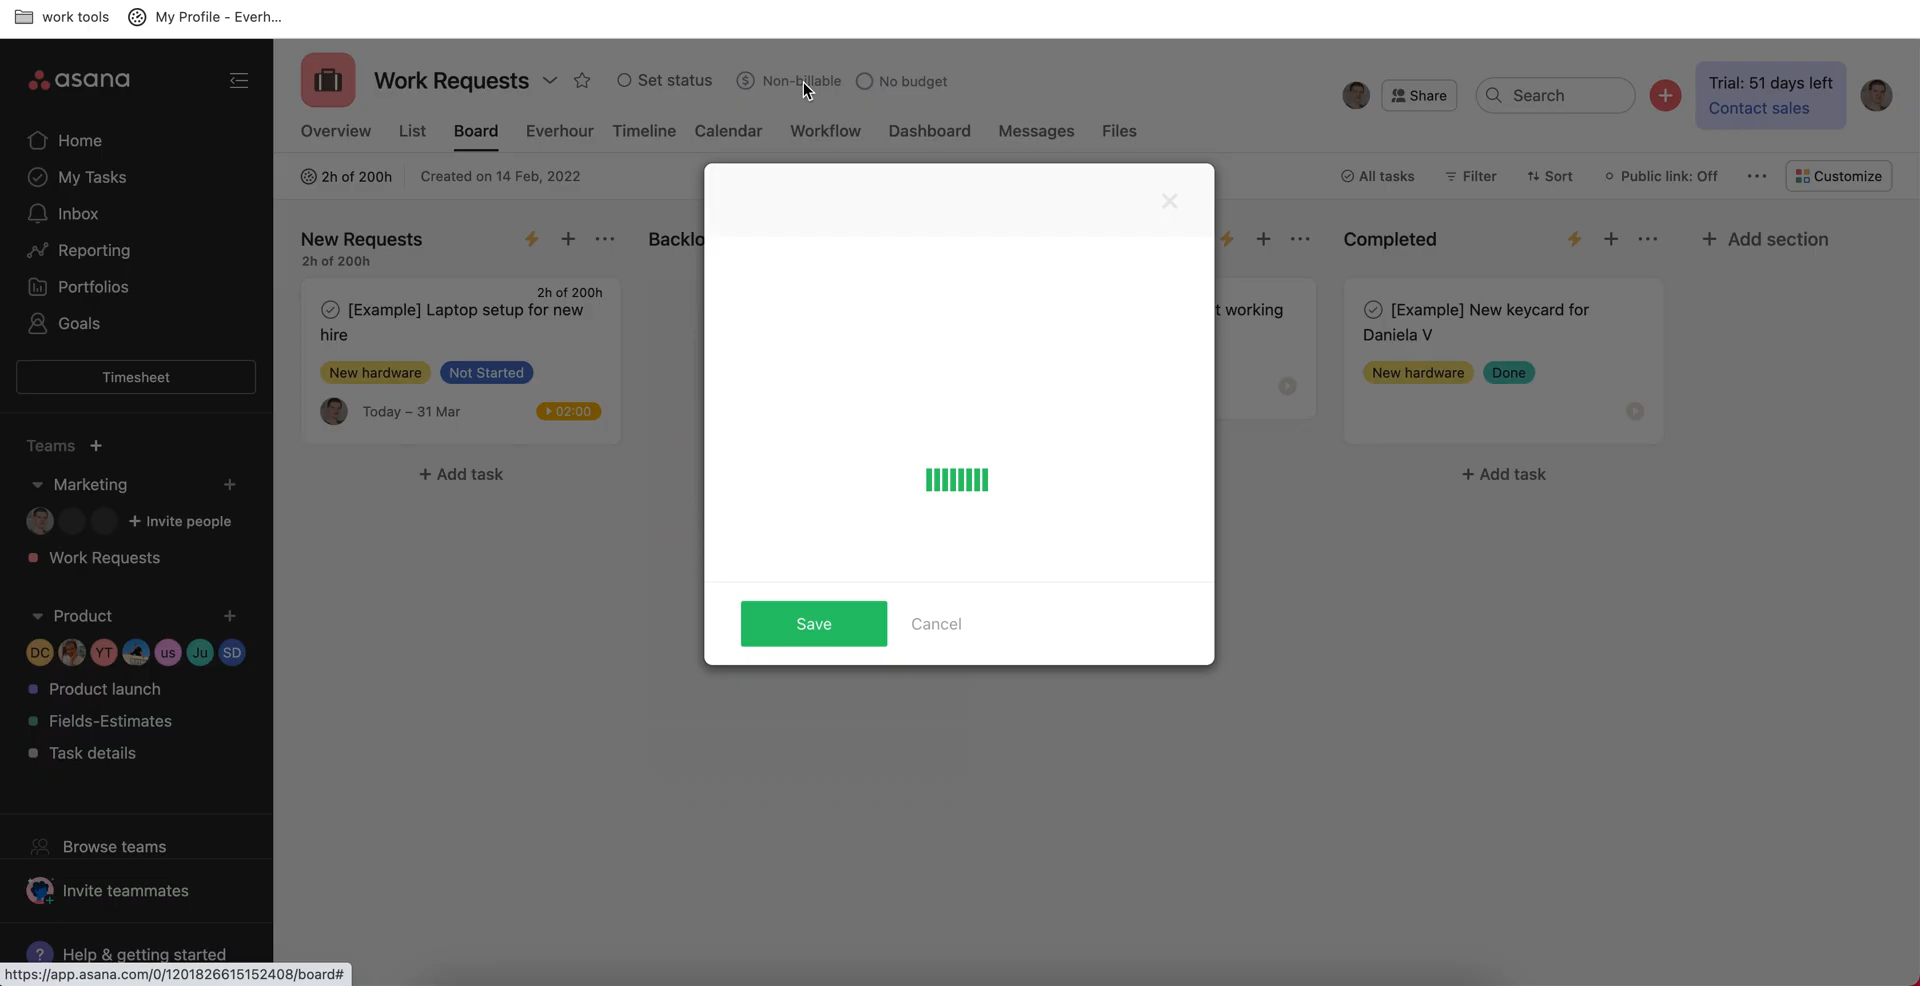 work tools
My Profile - Everh...
asana
Work Requests
Set status
Non-billable
No budget
Share
Search
Trial: 51 days left
Contact sales
Overview
List
Board
Everhour
Timeline
Calendar
Workflow
Dashboard
Messages
Files
2h of 200h
Created on 14 Feb, 2022
All tasks
Filter
Sort
Public link: Off
Customize
Home
My Tasks
Inbox
Reporting
Portfolios
Goals
Timesheet
Teams +
Marketing
+ Invite people
Work Requests
Product
DC
YT
us
Ju
SD
Product launch
Fields-Estimates
Task details
Browse teams
Invite teammates
? Help & getting started
https://app.asana.com/0/1201826615152408/board#
New Requests
2h of 200h
2h of 200h
[Example] Laptop setup for new
hire
New hardware
Not Started
Today – 31 Mar
02:00
+ Add task
Backlo
t working
Completed
[Example] New keycard for
Daniela V
New hardware
Done
+ Add task
+ Add section
Save
Cancel